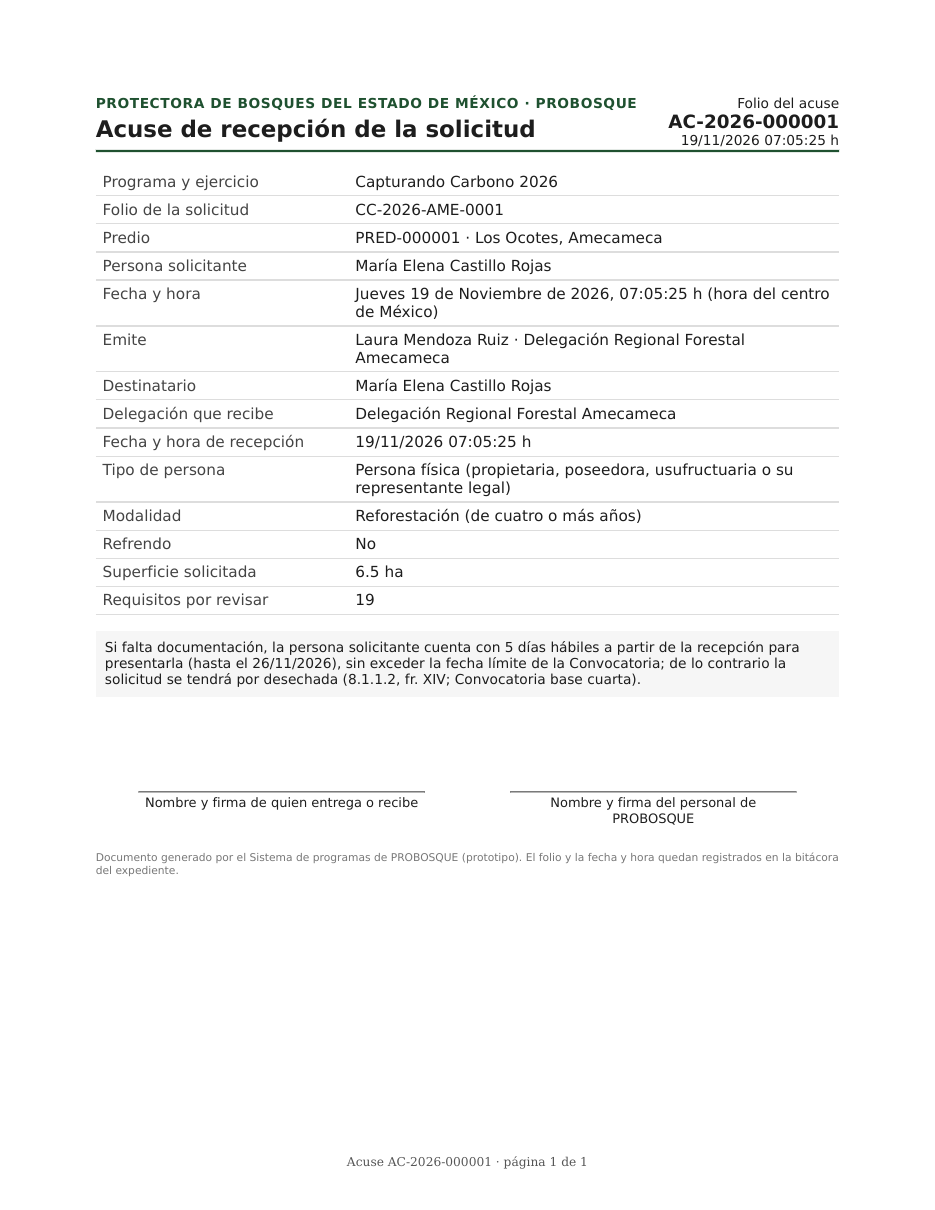 PROTECTORA DE BOSQUES DEL ESTADO DE MÉXICO · PROBOSQUE
Acuse de recepción de la solicitud
Folio del acuse
AC-2026-000001
19/11/2026 07:05:25 h
Programa y ejercicio Capturando Carbono 2026
Folio de la solicitud CC-2026-AME-0001
Predio PRED-000001 · Los Ocotes, Amecameca
Persona solicitante María Elena Castillo Rojas
Fecha y hora Jueves 19 de Noviembre de 2026, 07:05:25 h (hora del centro
de México)
Emite Laura Mendoza Ruiz · Delegación Regional Forestal
Amecameca
Destinatario María Elena Castillo Rojas
Delegación que recibe Delegación Regional Forestal Amecameca
Fecha y hora de recepción 19/11/2026 07:05:25 h
Tipo de persona Persona física (propietaria, poseedora, usufructuaria o su
representante legal)
Modalidad Reforestación (de cuatro o más años)
Refrendo No
Superficie solicitada 6.5 ha
Requisitos por revisar 19
Si falta documentación, la persona solicitante cuenta con 5 días hábiles a partir de la recepción para
presentarla (hasta el 26/11/2026), sin exceder la fecha límite de la Convocatoria; de lo contrario la
solicitud se tendrá por desechada (8.1.1.2, fr. XIV; Convocatoria base cuarta).
Nombre y firma de quien entrega o recibe
Nombre y firma del personal de
PROBOSQUE
Documento generado por el Sistema de programas de PROBOSQUE (prototipo). El folio y la fecha y hora quedan registrados en la bitácora
del expediente.
Acuse AC-2026-000001 · página 1 de 1